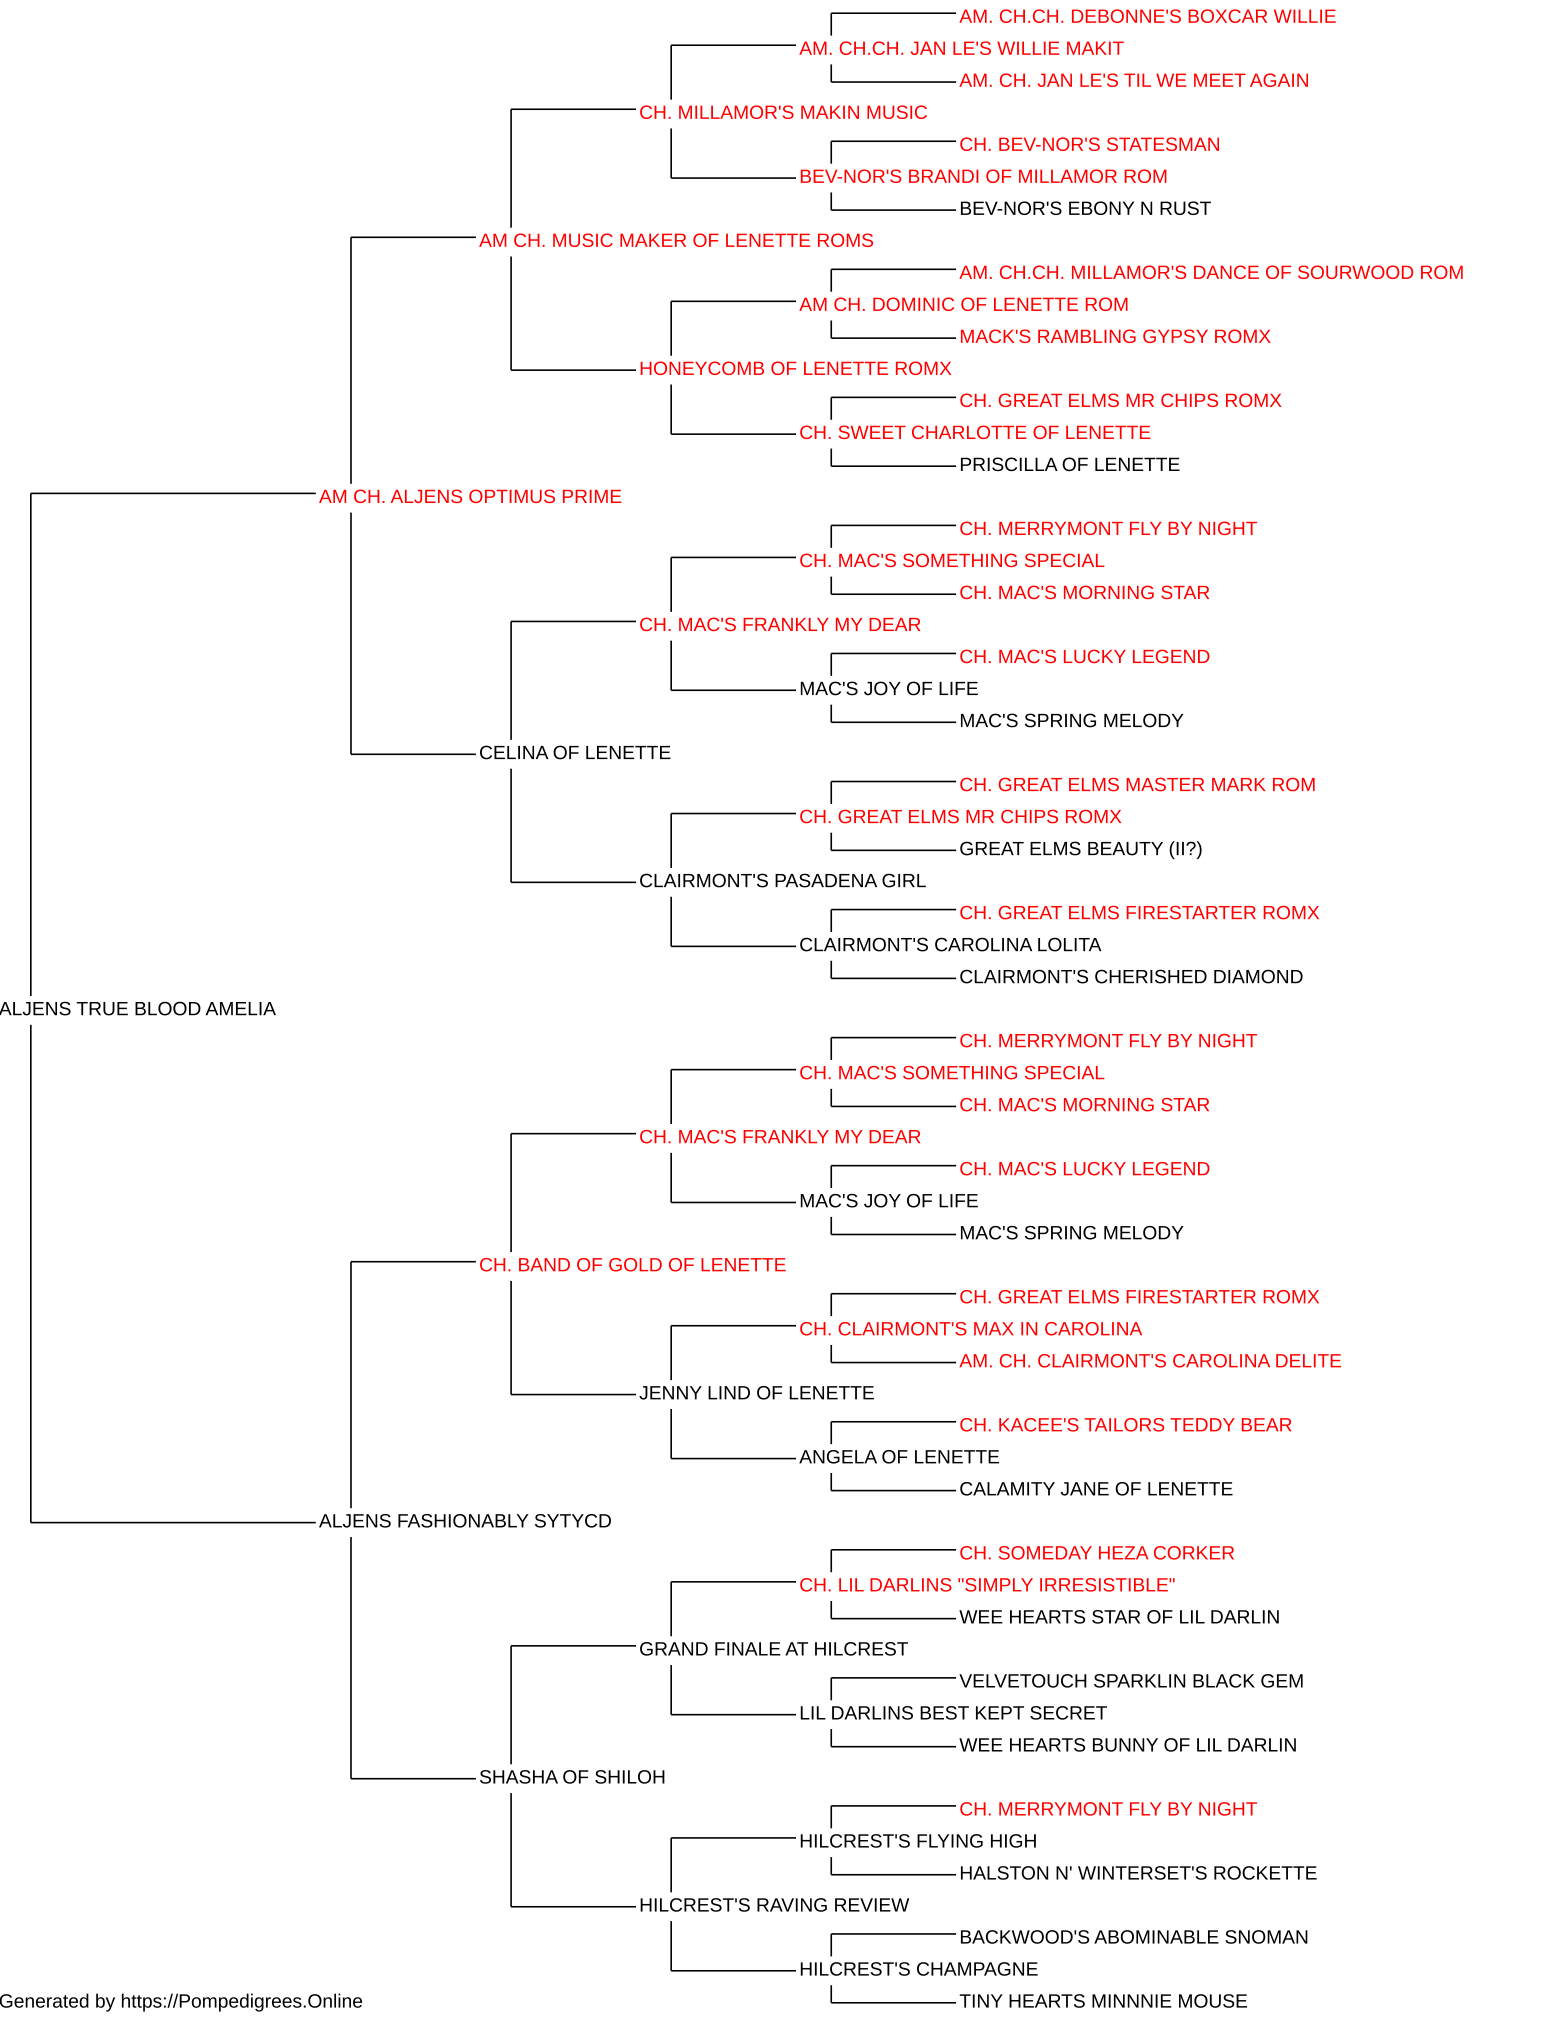 AM. CH.CH. DEBONNE'S BOXCAR WILLIE
AM. CH.CH. JAN LE'S WILLIE MAKIT
AM. CH. JAN LE'S TIL WE MEET AGAIN
CH. MILLAMOR'S MAKIN MUSIC
CH. BEV-NOR'S STATESMAN
BEV-NOR'S BRANDI OF MILLAMOR ROM
BEV-NOR'S EBONY N RUST
AM CH. MUSIC MAKER OF LENETTE ROMS
AM. CH.CH. MILLAMOR'S DANCE OF SOURWOOD ROM
AM CH. DOMINIC OF LENETTE ROM
MACK'S RAMBLING GYPSY ROMX
HONEYCOMB OF LENETTE ROMX
CH. GREAT ELMS MR CHIPS ROMX
CH. SWEET CHARLOTTE OF LENETTE
PRISCILLA OF LENETTE
AM CH. ALJENS OPTIMUS PRIME
CH. MERRYMONT FLY BY NIGHT
CH. MAC'S SOMETHING SPECIAL
CH. MAC'S MORNING STAR
CH. MAC'S FRANKLY MY DEAR
CH. MAC'S LUCKY LEGEND
MAC'S JOY OF LIFE
MAC'S SPRING MELODY
CELINA OF LENETTE
CH. GREAT ELMS MASTER MARK ROM
CH. GREAT ELMS MR CHIPS ROMX
GREAT ELMS BEAUTY (II?)
CLAIRMONT'S PASADENA GIRL
CH. GREAT ELMS FIRESTARTER ROMX
CLAIRMONT'S CAROLINA LOLITA
CLAIRMONT'S CHERISHED DIAMOND
ALJENS TRUE BLOOD AMELIA
CH. MERRYMONT FLY BY NIGHT
CH. MAC'S SOMETHING SPECIAL
CH. MAC'S MORNING STAR
CH. MAC'S FRANKLY MY DEAR
CH. MAC'S LUCKY LEGEND
MAC'S JOY OF LIFE
MAC'S SPRING MELODY
CH. BAND OF GOLD OF LENETTE
CH. GREAT ELMS FIRESTARTER ROMX
CH. CLAIRMONT'S MAX IN CAROLINA
AM. CH. CLAIRMONT'S CAROLINA DELITE
JENNY LIND OF LENETTE
CH. KACEE'S TAILORS TEDDY BEAR
ANGELA OF LENETTE
CALAMITY JANE OF LENETTE
ALJENS FASHIONABLY SYTYCD
CH. SOMEDAY HEZA CORKER
CH. LIL DARLINS "SIMPLY IRRESISTIBLE"
WEE HEARTS STAR OF LIL DARLIN
GRAND FINALE AT HILCREST
VELVETOUCH SPARKLIN BLACK GEM
LIL DARLINS BEST KEPT SECRET
WEE HEARTS BUNNY OF LIL DARLIN
SHASHA OF SHILOH
CH. MERRYMONT FLY BY NIGHT
HILCREST'S FLYING HIGH
HALSTON N' WINTERSET'S ROCKETTE
HILCREST'S RAVING REVIEW
BACKWOOD'S ABOMINABLE SNOMAN
HILCREST'S CHAMPAGNE
TINY HEARTS MINNNIE MOUSE
Generated by https://Pompedigrees.Online